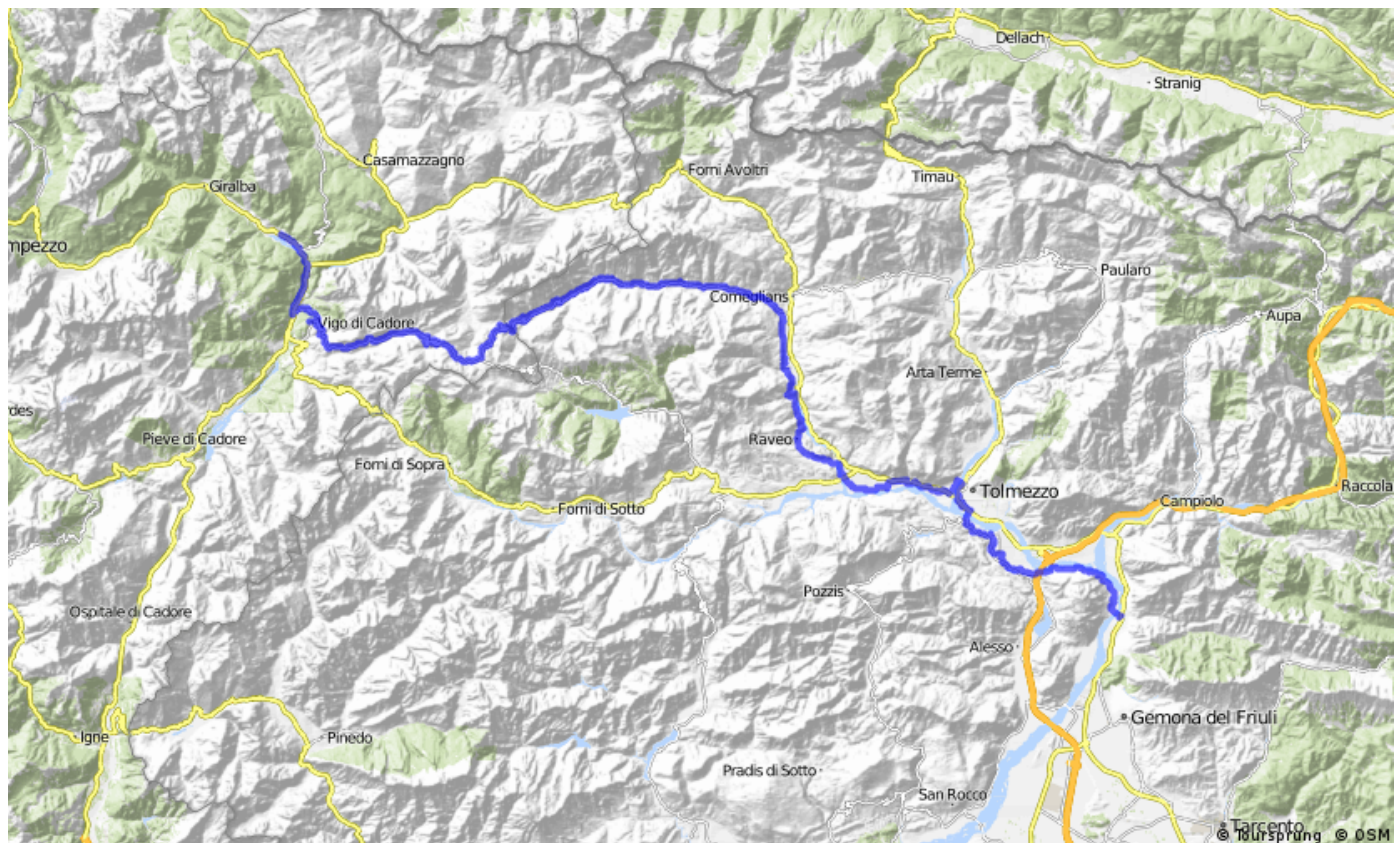 Dellach
Stranig
Casamazzagno
Forni Avoltri
Timau
Giralba
mpezzo
Paularo
Comeglians
Aupa
Vigo di Cadore
Arta Terme
des
Pieve di Cadore
Raveo
Forni di Sopra
Tolmezzo
Raccola
Campiolo
Forni di Sotto
Pozzis
Ospitale di Cadore
Alesso
Gemona del Friuli
Igne
Pinedo
Pradis di Sotto
San Rocco
Tarcento
© Toursprung © OSM